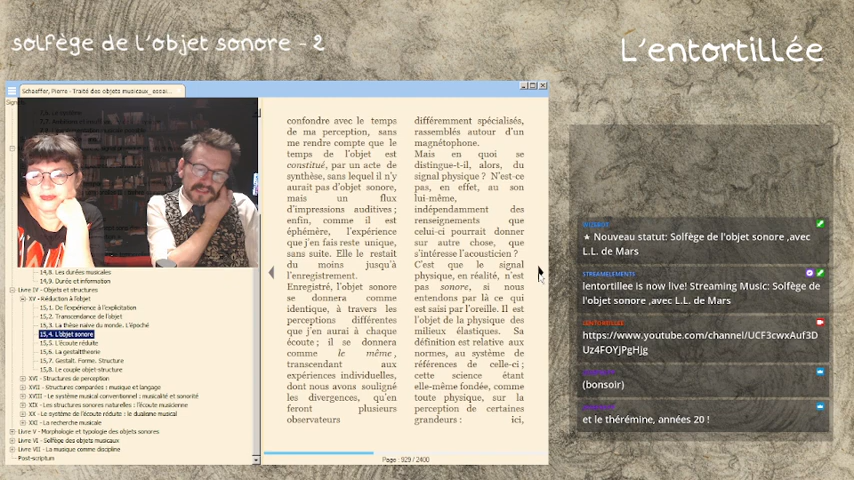 solfège de l'objet sonore - 2
L'entortillée
Schaeffer, Pierre - Traité des objets musicaux_ essai...
14,8. Les durées musicales
14,9. Durée et information
Livre IV - Objets et structures
XV - Réduction à l'objet
15,1. De l'expérience à l'explicitation
15,2. Transcendance de l'objet
15,3. La thèse naïve du monde. L'époché
15,4. L'objet sonore
15,5. L'écoute réduite
15,6. La gestalttheorie
15,7. Gestalt. Forme. Structure
15,8. Le couple objet-structure
XVI - Structures de perception
XVII - Structures comparées : musique et langage
XVIII - Le système musical conventionnel : musicalité et sonorité
XIX - Les structures sonores naturelles : l'écoute musicienne
XX - Le système de l'écoute réduite : le dualisme musical
XXI - La recherche musicale
Livre V - Morphologie et typologie des objets sonores
Livre VI - Solfège des objets musicaux
Livre VII - La musique comme discipline
Post-scriptum
confondre avec le temps
de ma perception, sans
me rendre compte que le
temps de l'objet est
constitué, par un acte de
synthèse, sans lequel il n'y
aurait pas d'objet sonore,
mais un flux
d'impressions auditives ;
enfin, comme il est
éphémère, l'expérience
que j'en fais reste unique,
sans suite. Elle le restait
du moins jusqu'à
l'enregistrement.
Enregistré, l'objet sonore
se donnera comme
identique, à travers les
perceptions différentes
que j'en aurai à chaque
écoute ; il se donnera
comme le même,
transcendant aux
expériences individuelles,
dont nous avons souligné
les divergences, qu'en
feront plusieurs
observateurs
différemment spécialisés,
rassemblés autour d'un
magnétophone.
Mais en quoi se
distingue-t-il, alors, du
signal physique ? N'est-ce
pas, en effet, au son
lui-même,
indépendamment des
renseignements que
celui-ci pourrait donner
sur autre chose, que
s'intéresse l'acousticien ?
C'est que le signal
physique, en réalité, n'est
pas sonore, si nous
entendons par là ce qui
est saisi par l'oreille. Il est
l'objet de la physique des
milieux élastiques. Sa
définition est relative aux
normes, au système de
références de celle-ci ;
cette science étant
elle-même fondée, comme
toute physique, sur la
perception de certaines
grandeurs : ici,
Page : 929 / 2400
★ Nouveau statut: Solfège de l'objet sonore ,avec
L.L. de Mars
STREAMELEMENTS
lentortillee is now live! Streaming Music: Solfège de
l'objet sonore ,avec L.L. de Mars
LENTORTILLEE
https://www.youtube.com/channel/UCF3cwxAuf3D
Uz4FOYJPgHJg
(bonsoir)
et le thérémine, années 20 !